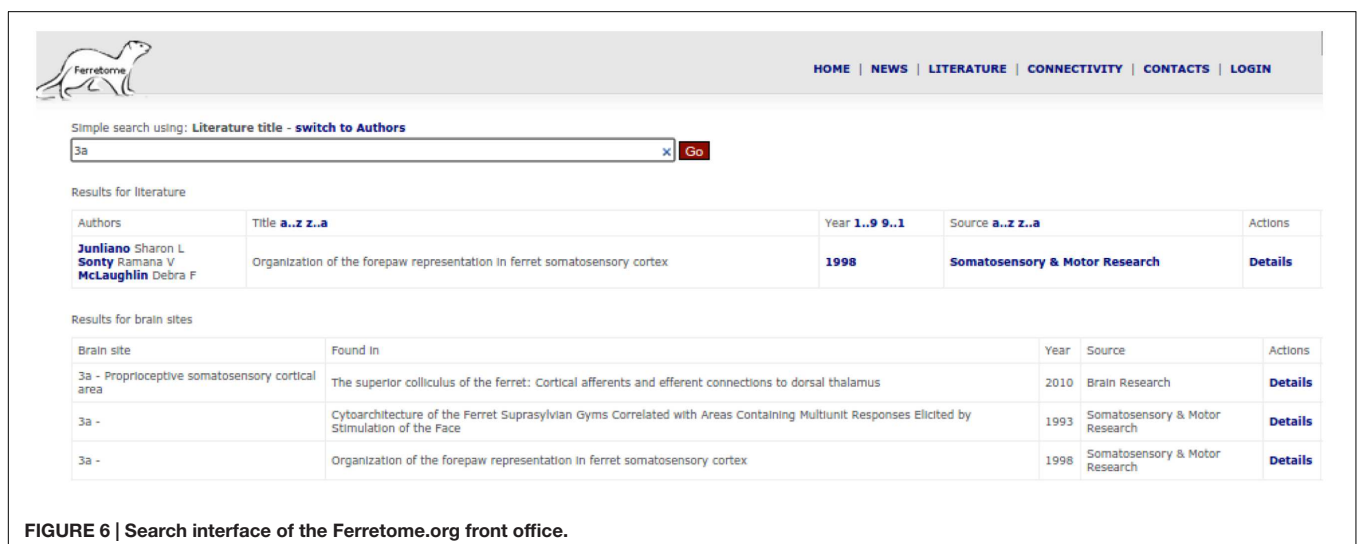 Ferretome
HOME | NEWS | LITERATURE | CONNECTIVITY | CONTACTS | LOGIN
Simple search using: Literature title - switch to Authors
3a × Go
Results for literature
Authors Title a..z z..a Year 1..9 9..1 Source a..z z..a Actions
Junliano Sharon L
Sonty Ramana V
McLaughlin Debra F
Organization of the forepaw representation in ferret somatosensory cortex 1998 Somatosensory & Motor Research Details
Results for brain sites
Brain site Found in Year Source Actions
3a - Proprioceptive somatosensory cortical
area
The superior colliculus of the ferret: Cortical afferents and efferent connections to dorsal thalamus 2010 Brain Research Details
3a -
Cytoarchitecture of the Ferret Suprasylvian Gyrns Correlated with Areas Containing Multiunit Responses Elicited by
Stimulation of the Face
1993
Somatosensory & Motor
Research
Details
3a -
Organization of the forepaw representation in ferret somatosensory cortex
1998
Somatosensory & Motor
Research
Details
FIGURE 6 | Search interface of the Ferretome.org front office.